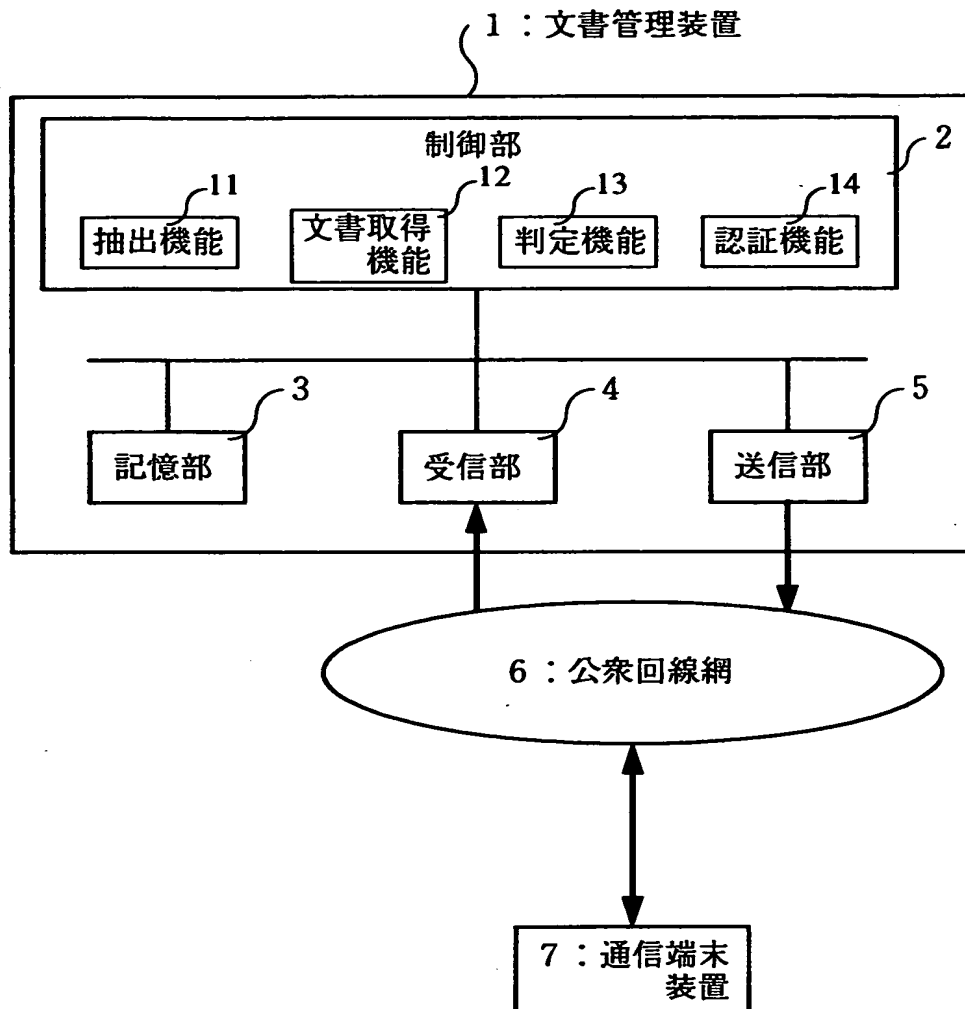 1：文書管理装置
2
制御部
11
12
13
14
抽出機能
文書取得
機能
判定機能
認証機能
3
4
5
記憶部
受信部
送信部
6：公衆回線網
7：通信端末
装置